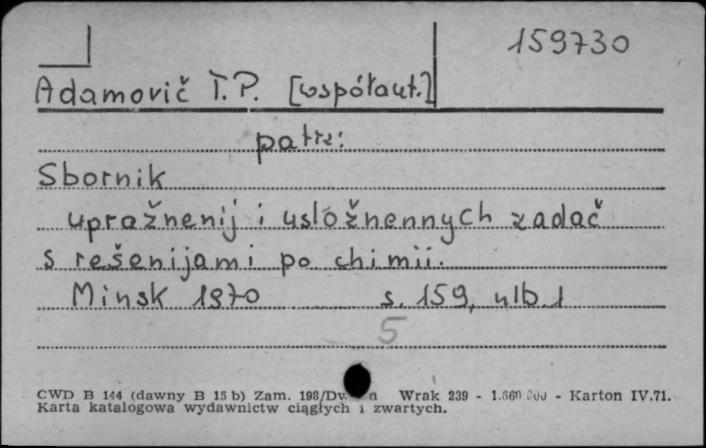 159730
Adamovič T.P. [współaut.]
patrz:
Sbornik
upražnenij i usložnennych zadač
s rešenijami po chimii.
Minsk 1970 s. 159, nlb. 1
5
CWD B 144 (dawny B 15 b) Zam. 198/Dw. Wrak 239 - - Karton IV.71.
Karta katalogowa wydawnictw ciągłych i zwartych.